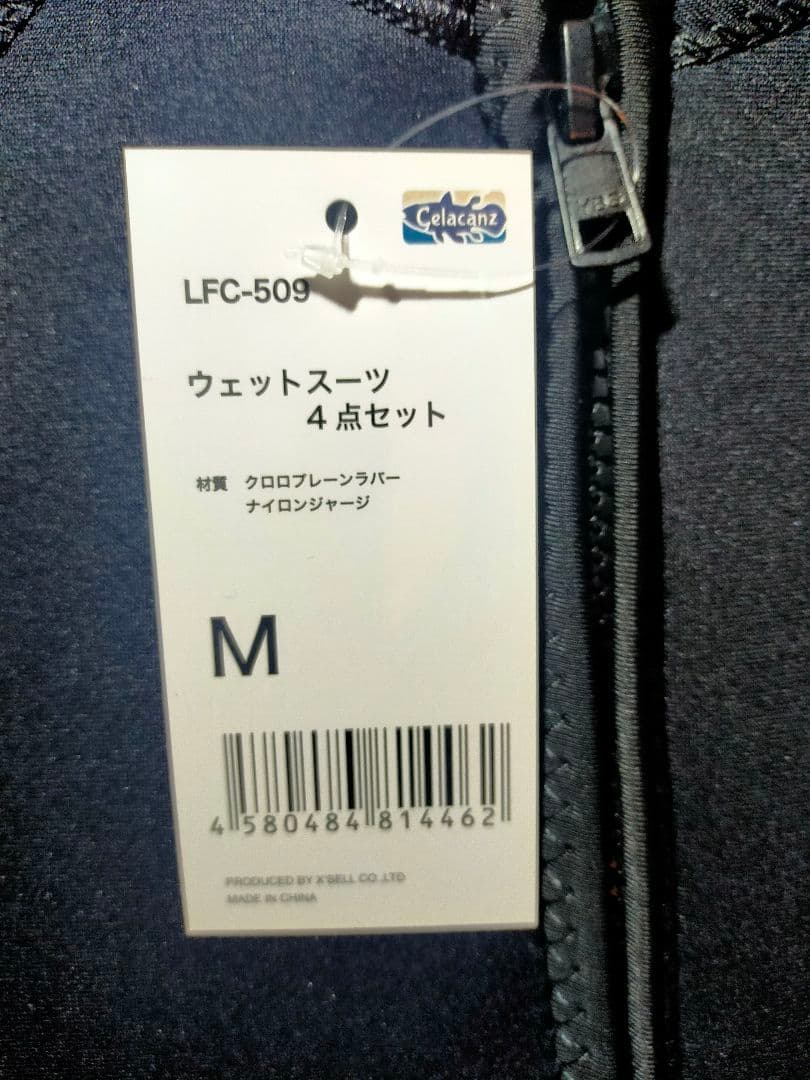 Celacanz
LFC-509
ウェットスーツ
4点セット
材質 クロロプレーンラバー
ナイロンジャージ
M
4 580484 814462
PRODUCED BY X'SELL CO.,LTD
MADE IN CHINA